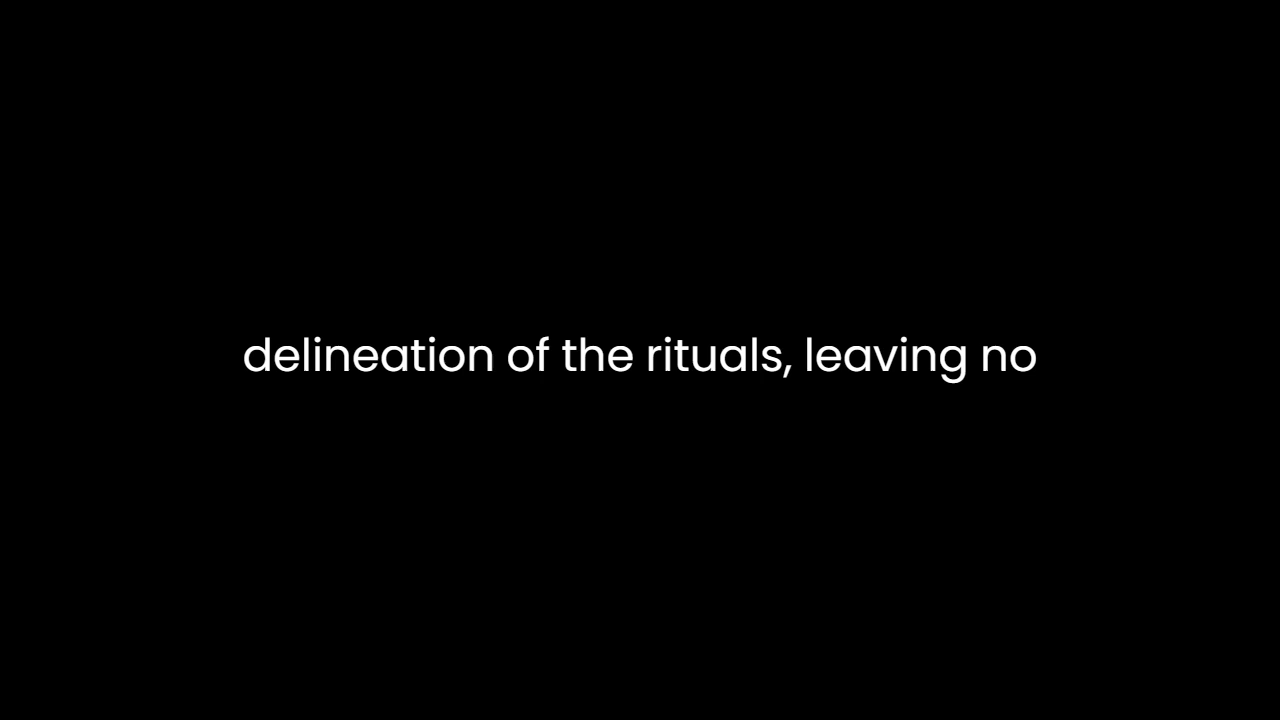 delineation of the rituals, leaving no